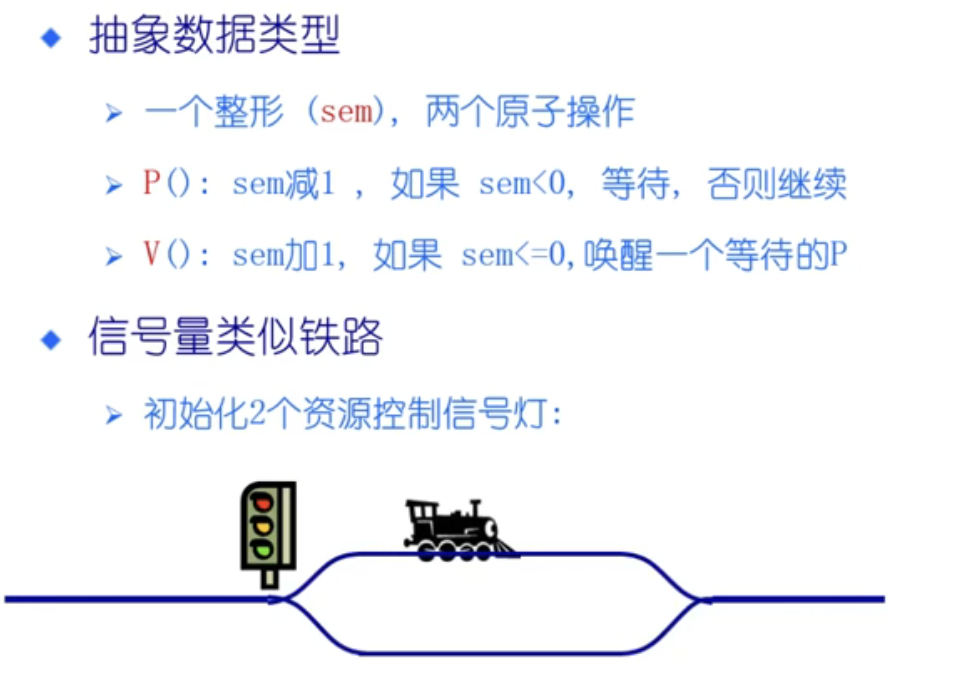 抽象数据类型
一个整形 (sem), 两个原子操作
P(): sem减1 , 如果 sem<0, 等待, 否则继续
V(): sem加1, 如果 sem<=0,唤醒一个等待的P
信号量类似铁路
初始化2个资源控制信号灯: